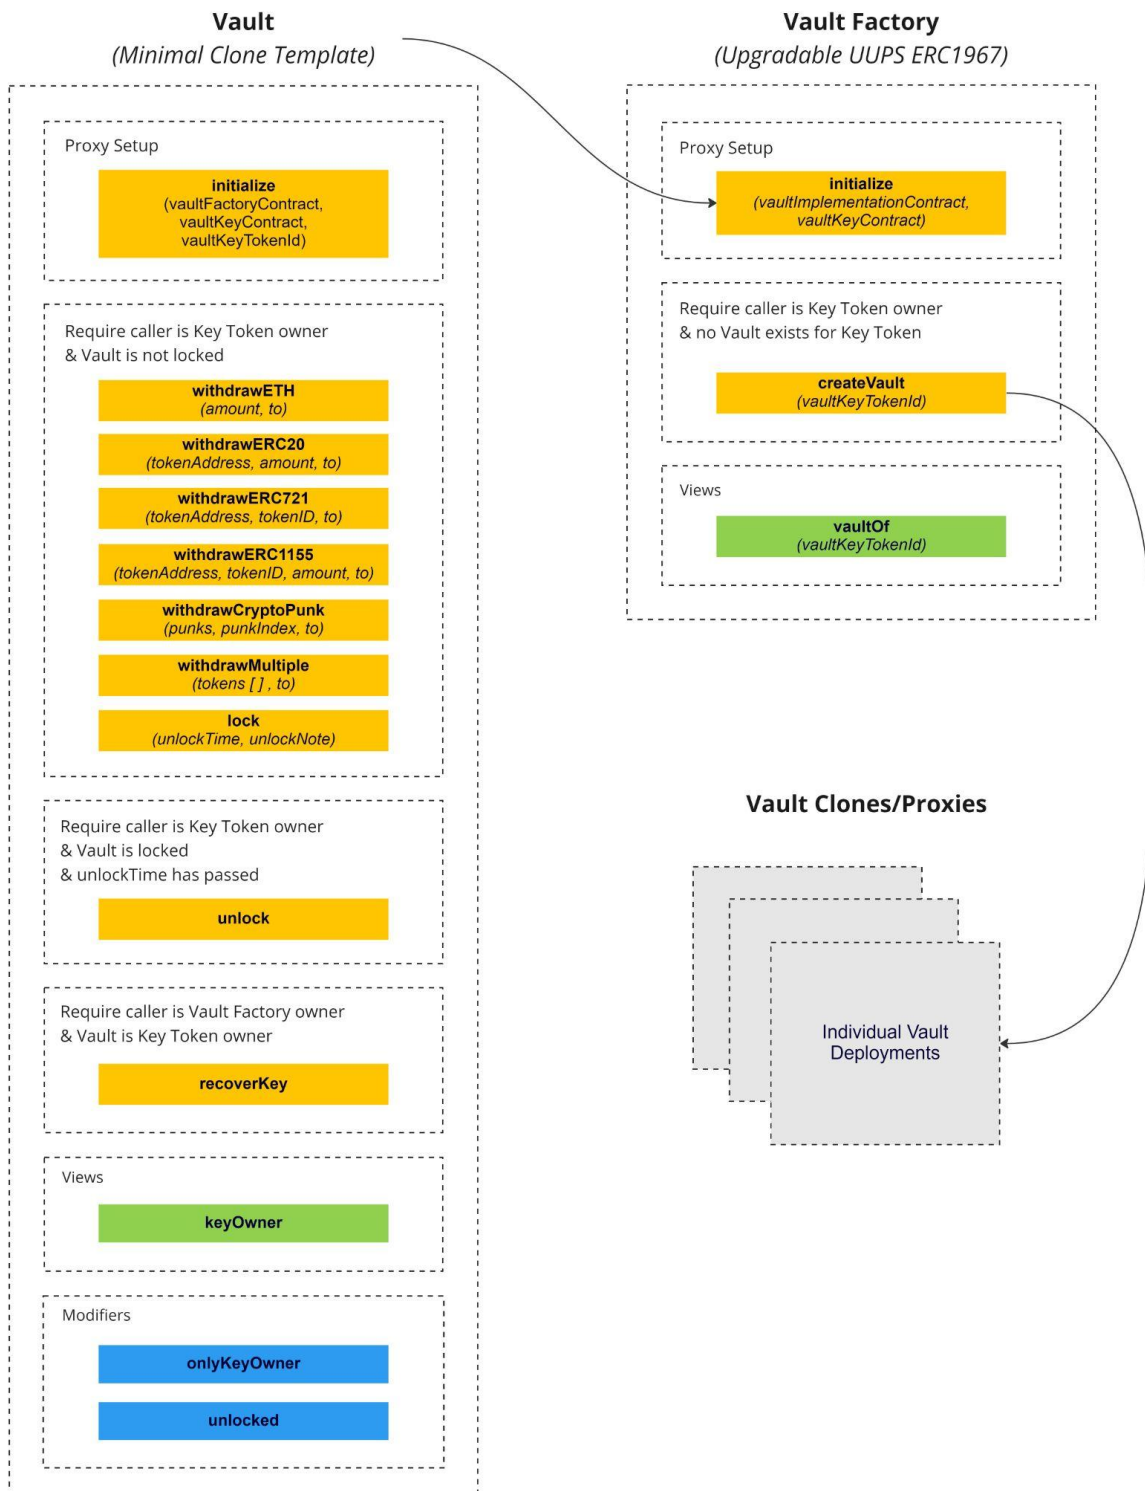 Vault
(Minimal Clone Template)
Proxy Setup
initialize
(vaultFactoryContract,
vaultKeyContract,
vaultKeyTokenId)
Require caller is Key Token owner
& Vault is not locked
withdrawETH
(amount, to)
withdrawERC20
(tokenAddress, amount, to)
withdrawERC721
(tokenAddress, tokenID, to)
withdrawERC1155
(tokenAddress, tokenID, amount, to)
withdrawCryptoPunk
(punks, punkIndex, to)
withdrawMultiple
(tokens [ ] , to)
lock
(unlockTime, unlockNote)
Require caller is Key Token owner
& Vault is locked
& unlockTime has passed
unlock
Require caller is Vault Factory owner
& Vault is Key Token owner
recoverKey
Views
keyOwner
Modifiers
onlyKeyOwner
unlocked
Vault Factory
(Upgradable UUPS ERC1967)
Proxy Setup
initialize
(vaultImplementationContract,
vaultKeyContract)
Require caller is Key Token owner
& no Vault exists for Key Token
createVault
(vaultKeyTokenId)
Views
vaultOf
(vaultKeyTokenId)
Vault Clones/Proxies
Individual Vault
Deployments